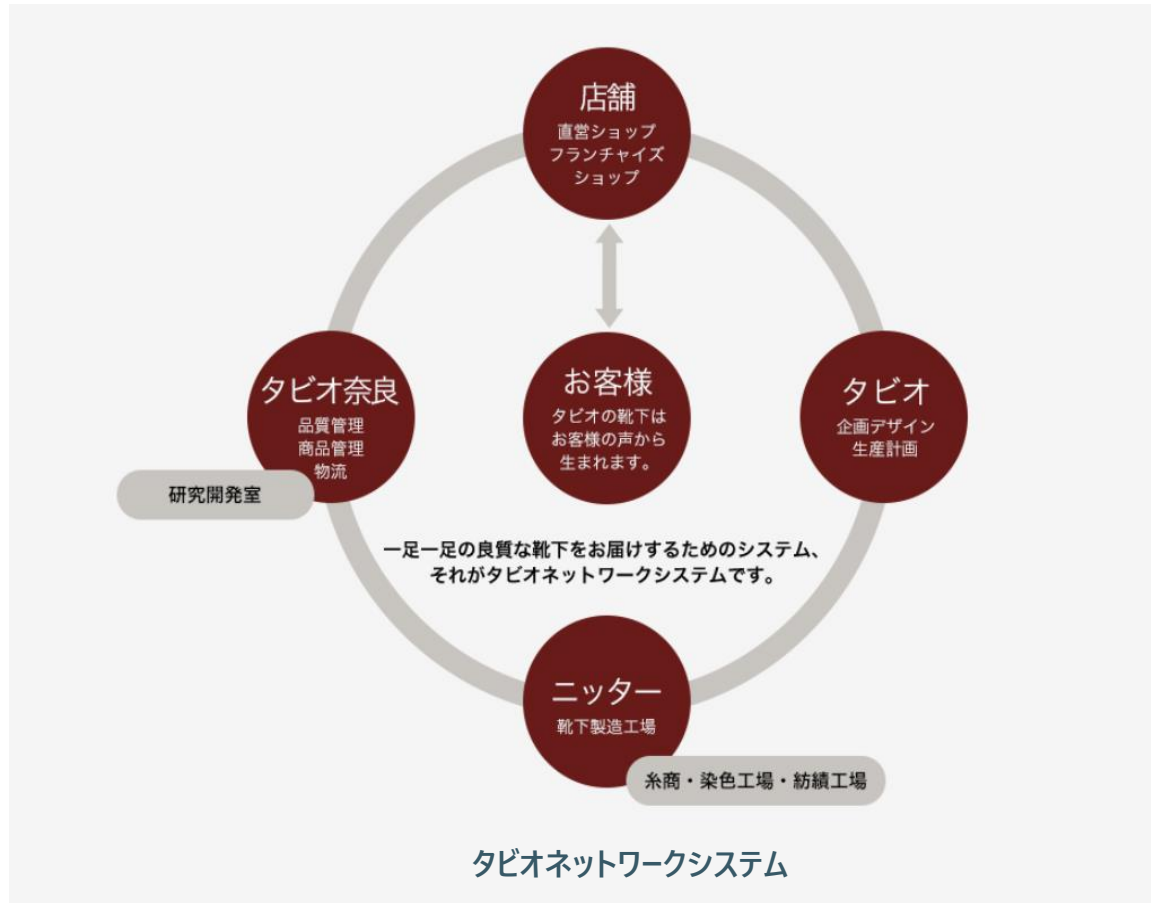 店舗
直営ショップ
フランチャイズ
ショップ
タビオ奈良
品質管理
商品管理
物流
研究開発室
お客様
タビオの靴下は
お客様の声から
生まれます。
タビオ
企画デザイン
生産計画
一足一足の良質な靴下をお届けするためのシステム、
それがタビオネットワークシステムです。
ニッター
靴下製造工場
糸商・染色工場・紡績工場
タビオネットワークシステム